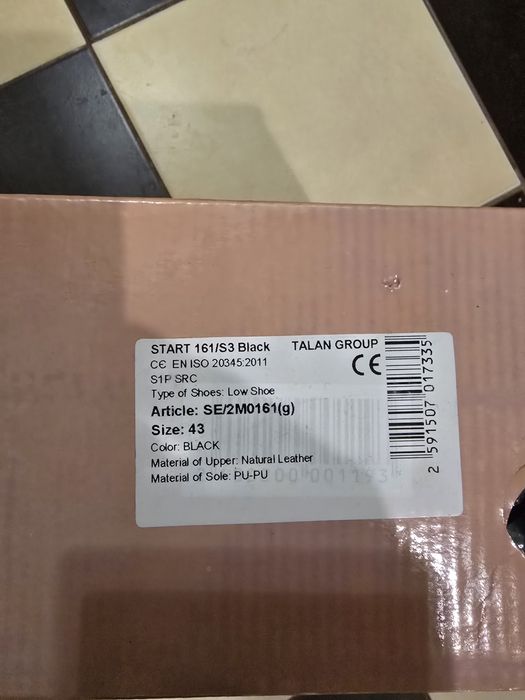 START 161/S3 Black TALAN GROUP
CE EN ISO 20345:2011 CE
S1P SRC
Type of Shoes: Low Shoe
Article: SE/2M0161(g)
Size: 43
Color: BLACK
Material of Upper: Natural Leather
Material of Sole: PU-PU
2 591507 017335